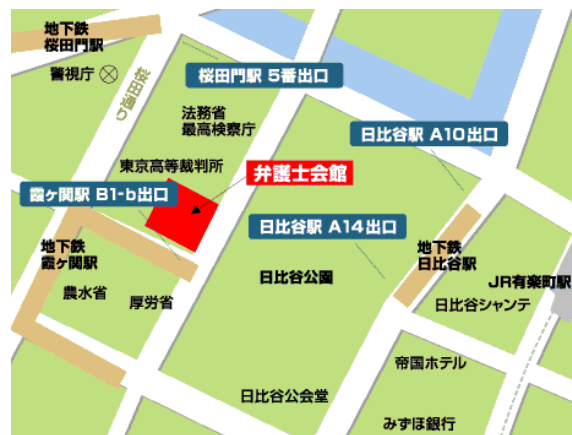 地下鉄
桜田門駅
警視庁
桜田通り
桜田門駅 5番出口
法務省
最高検察庁
日比谷駅 A10出口
東京高等裁判所
弁護士会館
霞ヶ関駅 B1-b出口
日比谷駅 A14出口
地下鉄
霞ヶ関駅
地下鉄
日比谷駅
日比谷公園
JR有楽町駅
農水省
厚労省
日比谷シャンテ
帝国ホテル
日比谷公会堂
みずほ銀行